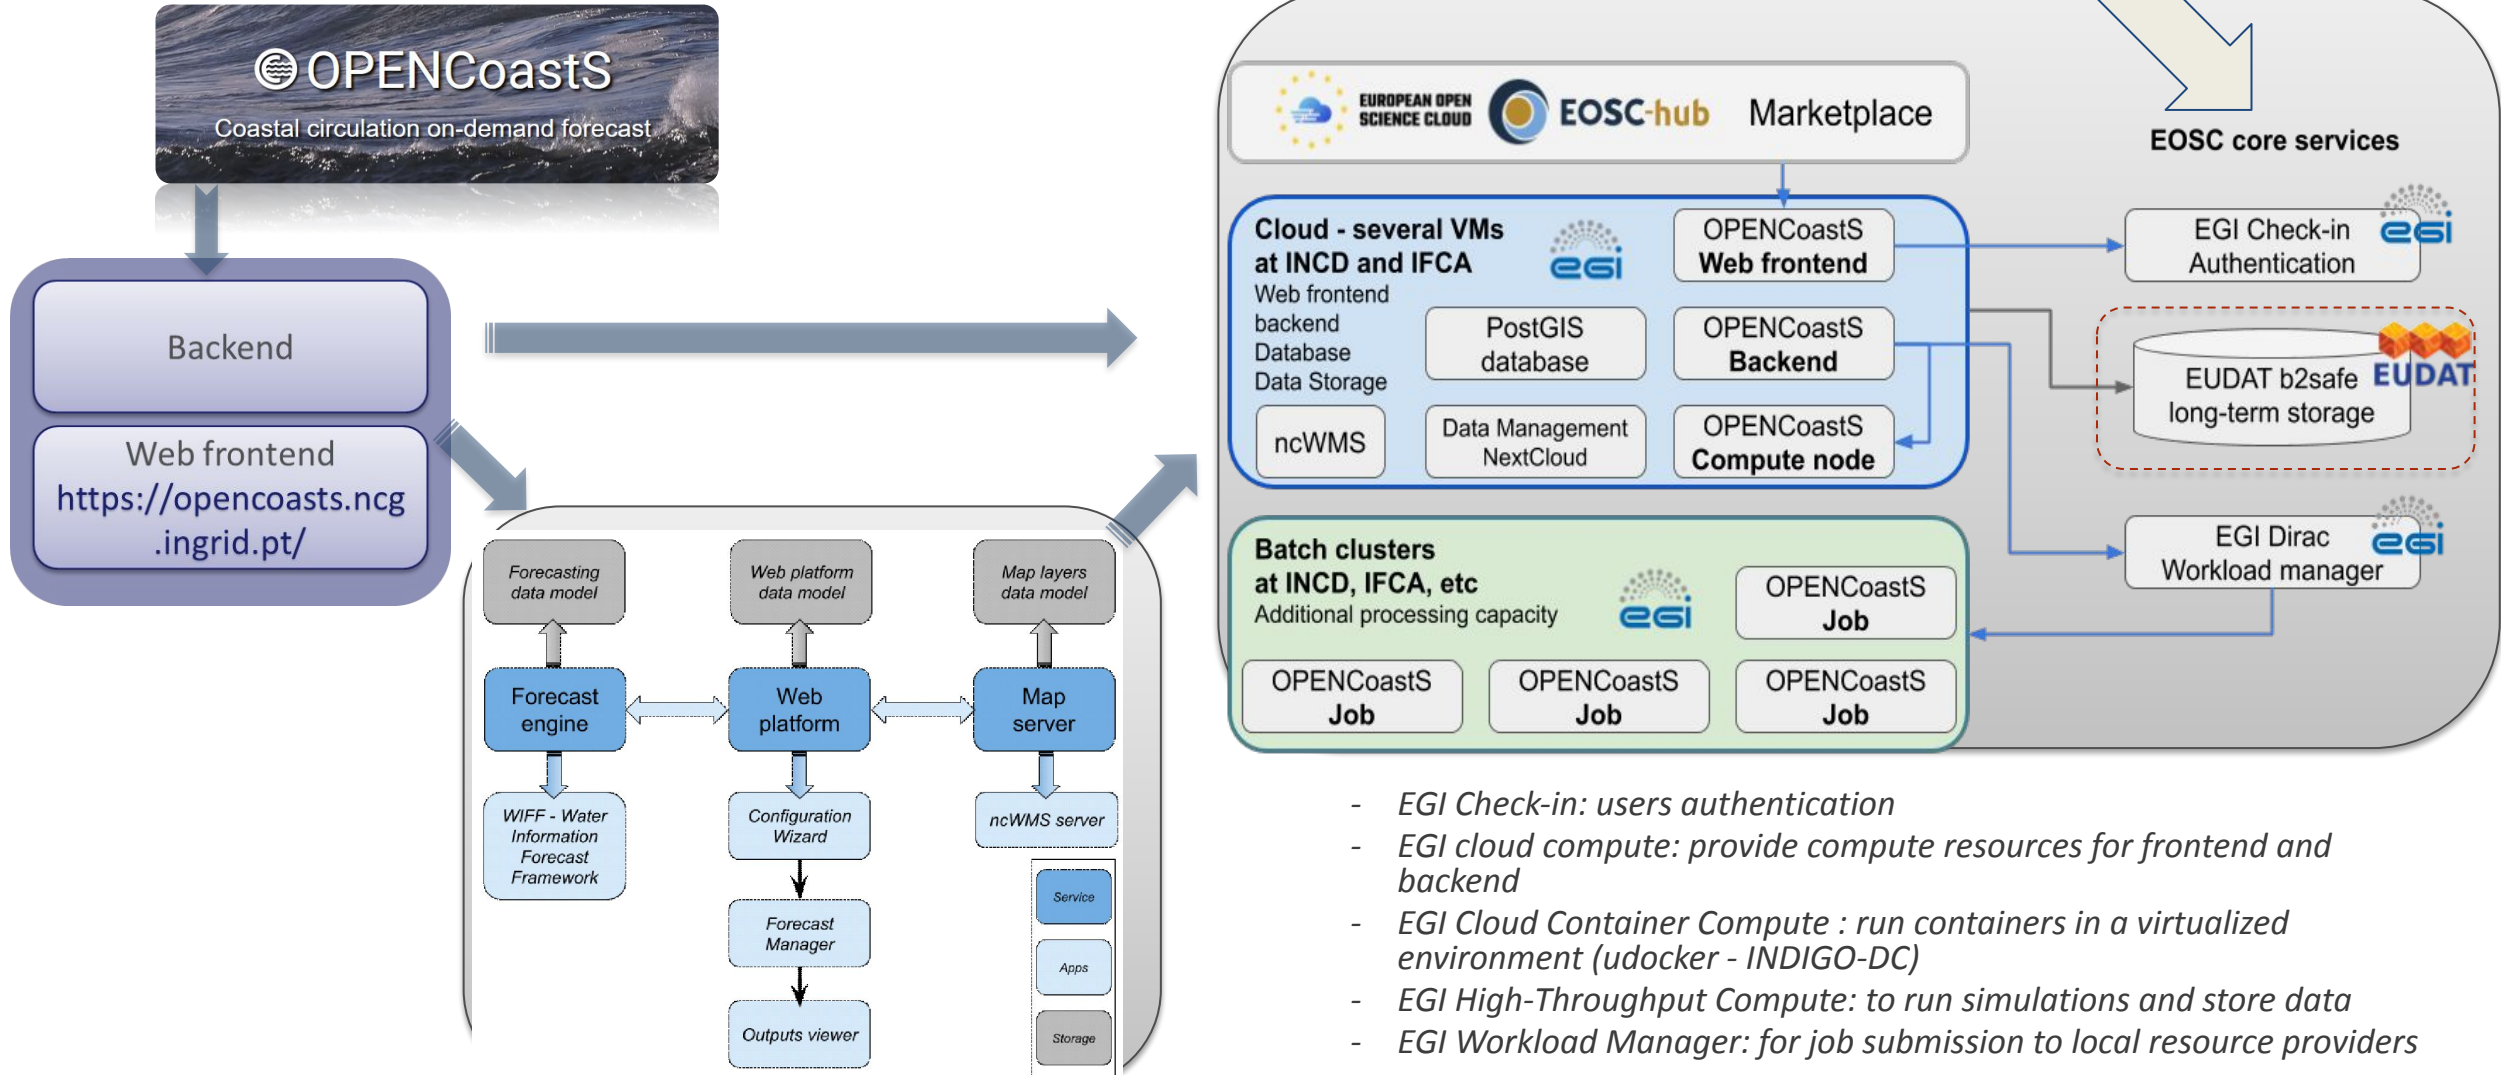 OPENCoastS
Coastal circulation on-demand forecast
Backend
Web frontend
https://opencoasts.ncg
.ingrid.pt/
Forecasting
data model
Web platform
data model
Map layers
data model
Forecast
engine
Web
platform
Map
server
WIFF - Water
Information
Forecast
Framework
Configuration
Wizard
ncWMS server
Forecast
Manager
Outputs viewer
Service
Apps
Storage
EUROPEAN OPEN
SCIENCE CLOUD
EOSC-hub
Marketplace
EOSC core services
Cloud - several VMs
at INCD and IFCA
Web frontend
backend
Database
Data Storage
egi
OPENCoastS
Web frontend
PostGIS
database
OPENCoastS
Backend
ncWMS
Data Management
NextCloud
OPENCoastS
Compute node
EGI Check-in
Authentication
egi
EUDAT b2safe
long-term storage
EUDAT
EGI Dirac
Workload manager
egi
Batch clusters
at INCD, IFCA, etc
Additional processing capacity
egi
OPENCoastS
Job
OPENCoastS
Job
OPENCoastS
Job
OPENCoastS
Job
- EGI Check-in: users authentication
- EGI cloud compute: provide compute resources for frontend and
backend
- EGI Cloud Container Compute : run containers in a virtualized
environment (udocker - INDIGO-DC)
- EGI High-Throughput Compute: to run simulations and store data
- EGI Workload Manager: for job submission to local resource providers